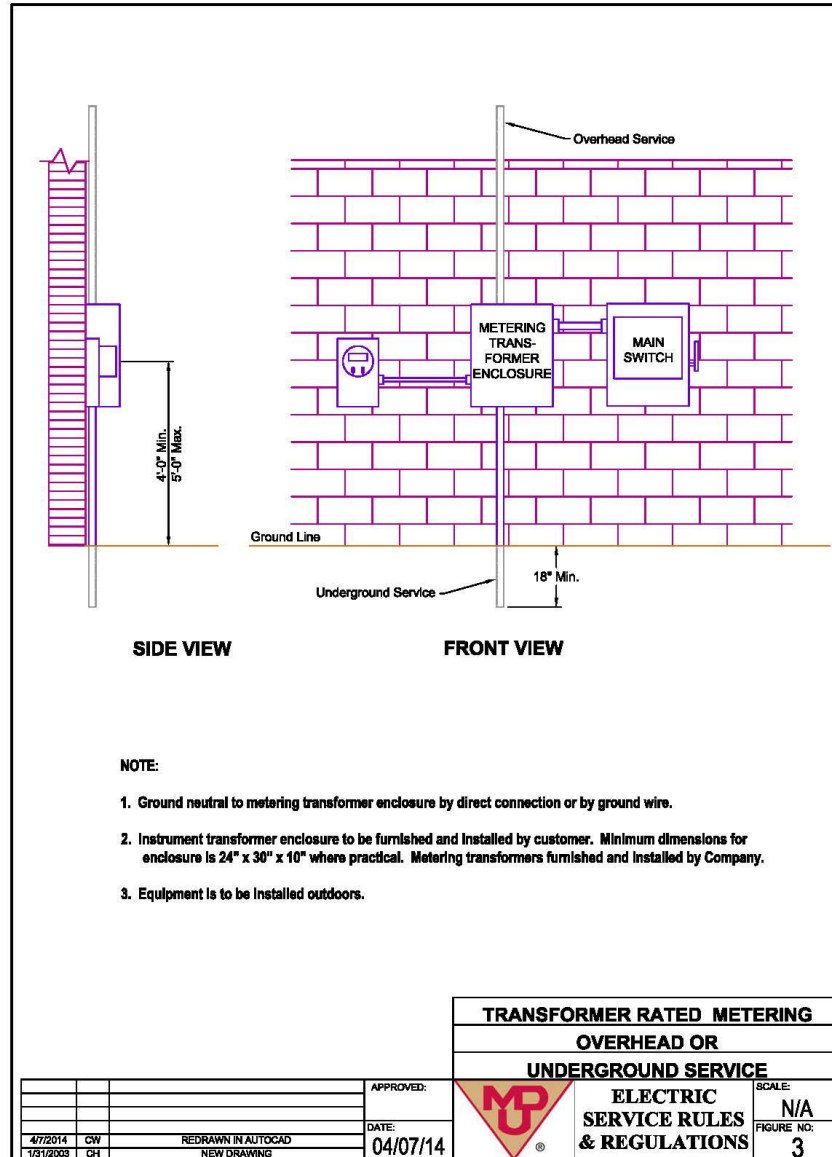 Overhead Service
METERING
TRANS-
FORMER
ENCLOSURE
MAIN
SWITCH
4'-0" Min.
5'-0" Max.
Ground Line
Underground Service
18" Min.
SIDE VIEW
FRONT VIEW
NOTE:
1. Ground neutral to metering transformer enclosure by direct connection or by ground wire.
2. Instrument transformer enclosure to be furnished and installed by customer. Minimum dimensions for
enclosure is 24" x 30" x 10" where practical. Metering transformers furnished and installed by Company.
3. Equipment is to be installed outdoors.
TRANSFORMER RATED METERING
OVERHEAD OR
UNDERGROUND SERVICE
4/7/2014 CW REDRAWN IN AUTOCAD
1/31/2003 CH NEW DRAWING
APPROVED:
DATE:
04/07/14
MPU ®
ELECTRIC
SERVICE RULES
& REGULATIONS
SCALE:
N/A
FIGURE NO:
3